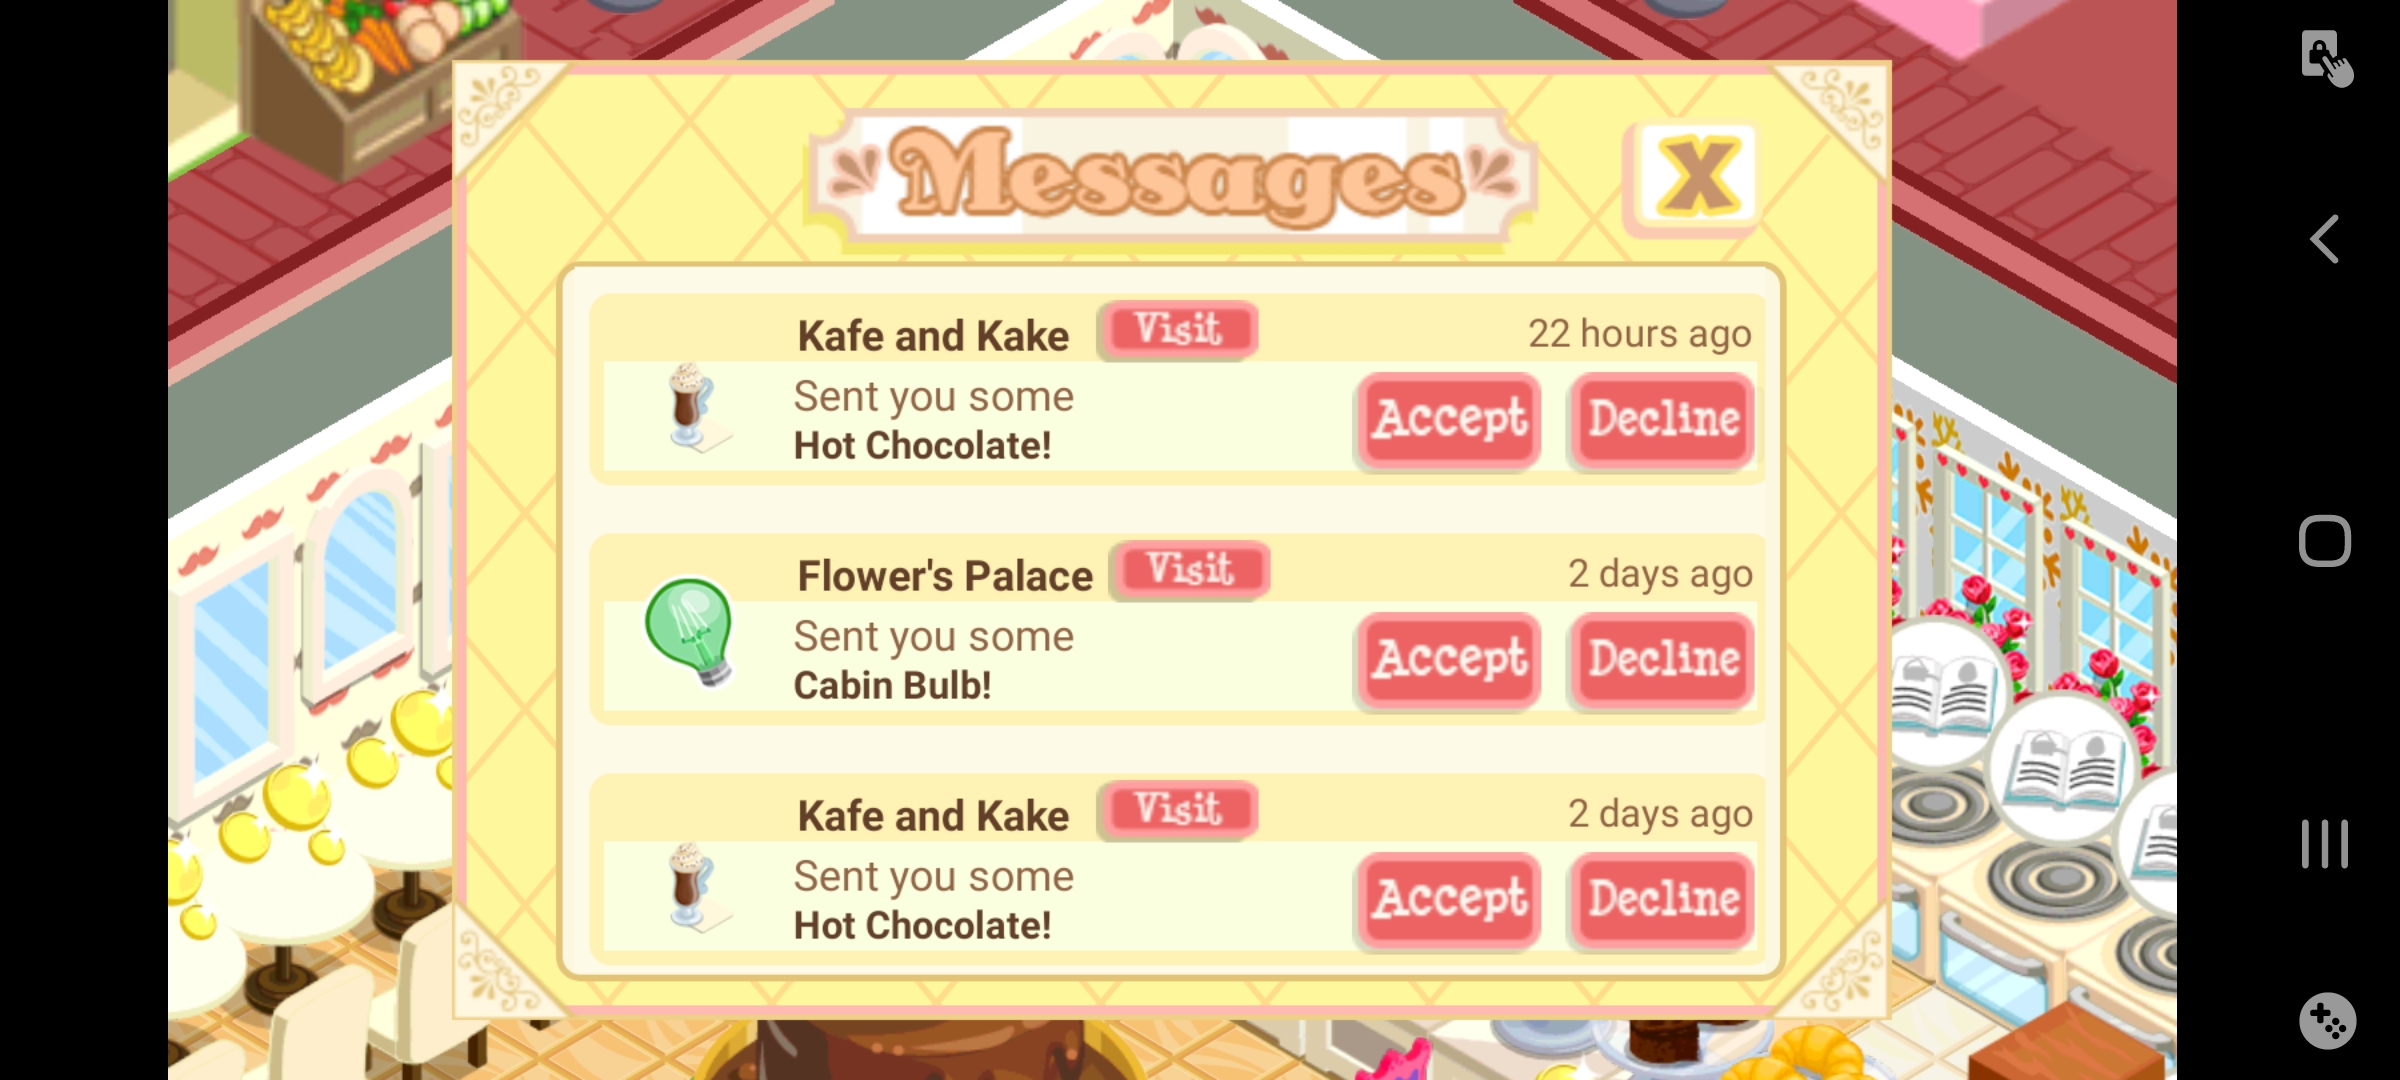 Messages
X
Kafe and Kake Visit 22 hours ago
Sent you some
Hot Chocolate!
Accept Decline
Flower's Palace Visit 2 days ago
Sent you some
Cabin Bulb!
Accept Decline
Kafe and Kake Visit 2 days ago
Sent you some
Hot Chocolate!
Accept Decline